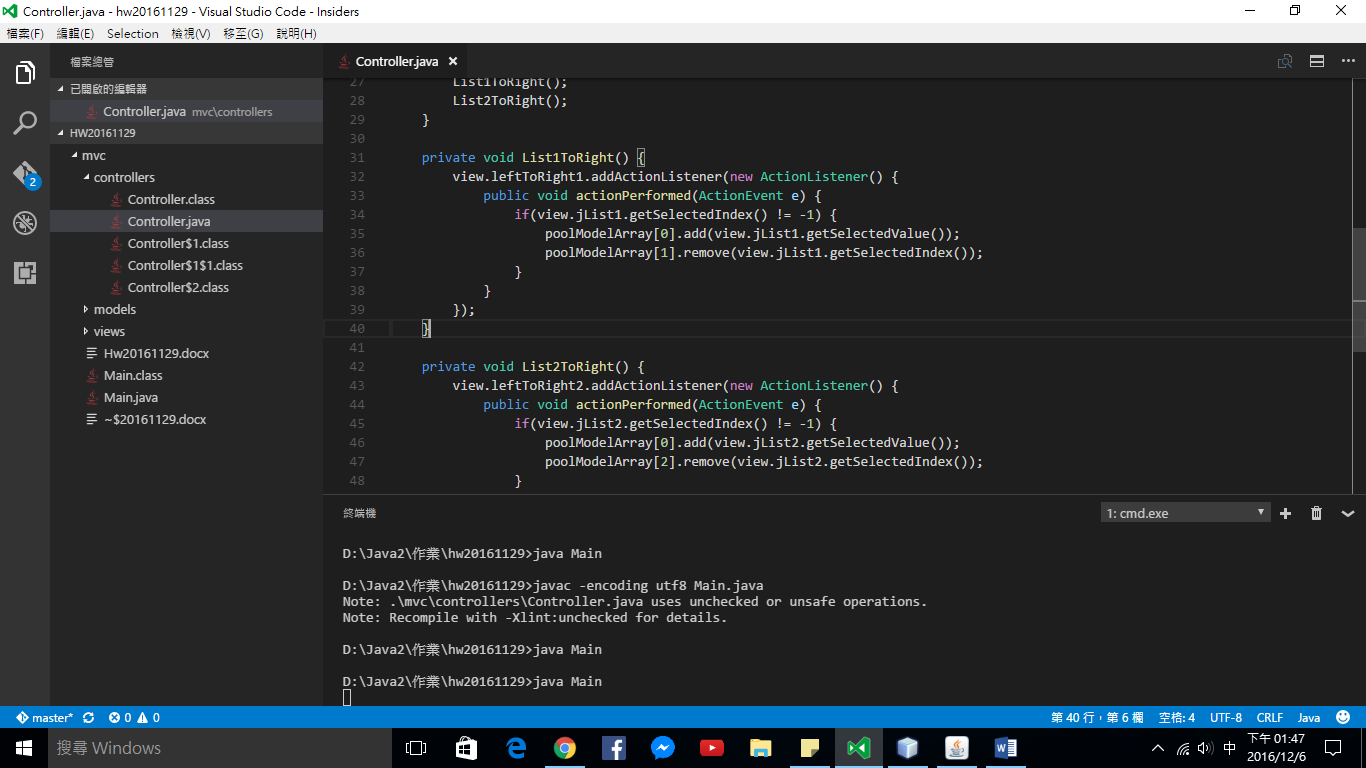 Controller.java - hw20161129 - Visual Studio Code - Insiders
檔案(F) 編輯(E) Selection 檢視(V) 移至(G) 說明(H)
檔案總管
已開啟的編輯器
Controller.java mvc\controllers
HW20161129
mvc
controllers
Controller.class
Controller.java
Controller$1.class
Controller$1$1.class
Controller$2.class
models
views
Hw20161129.docx
Main.class
Main.java
~$20161129.docx
2
Controller.java
27 List1ToRight();
28 List2ToRight();
29 }
30
31 private void List1ToRight() {
32 view.leftToRight1.addActionListener(new ActionListener() {
33 public void actionPerformed(ActionEvent e) {
34 if(view.jList1.getSelectedIndex() != -1) {
35 poolModelArray[0].add(view.jList1.getSelectedValue());
36 poolModelArray[1].remove(view.jList1.getSelectedIndex());
37 }
38 }
39 });
40 }
41
42 private void List2ToRight() {
43 view.leftToRight2.addActionListener(new ActionListener() {
44 public void actionPerformed(ActionEvent e) {
45 if(view.jList2.getSelectedIndex() != -1) {
46 poolModelArray[0].add(view.jList2.getSelectedValue());
47 poolModelArray[2].remove(view.jList2.getSelectedIndex());
48 }
終端機
1: cmd.exe
D:\Java2\作業\hw20161129>java Main
D:\Java2\作業\hw20161129>javac -encoding utf8 Main.java
Note: .\mvc\controllers\Controller.java uses unchecked or unsafe operations.
Note: Recompile with -Xlint:unchecked for details.
D:\Java2\作業\hw20161129>java Main
D:\Java2\作業\hw20161129>java Main
master* 0 0
第 40 行，第 6 欄 空格: 4 UTF-8 CRLF Java
搜尋 Windows
中
下午 01:47
2016/12/6